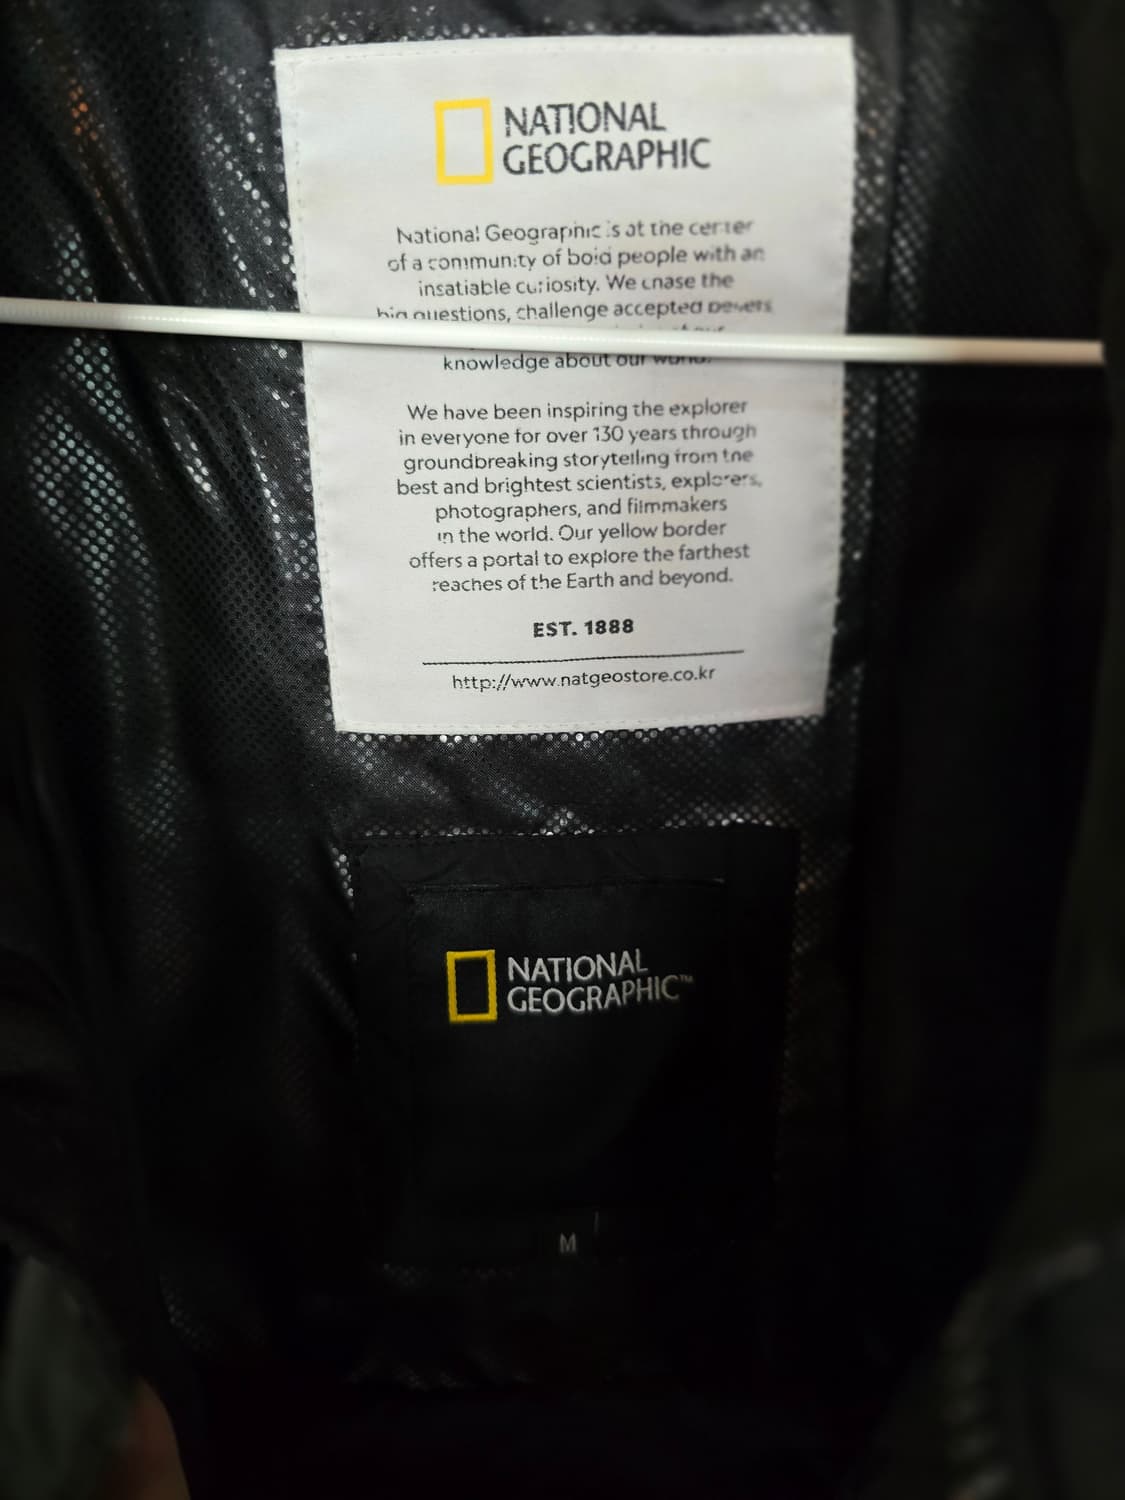 NATIONAL
GEOGRAPHIC
National Geographic is at the center
of a community of bold people with an
insatiable curiosity. We chase the
big questions, challenge accepted
knowledge about our world.
We have been inspiring the explorer
in everyone for over 130 years through
groundbreaking storytelling from the
best and brightest scientists, explorers,
photographers, and filmmakers
in the world. Our yellow border
offers a portal to explore the farthest
reaches of the Earth and beyond.
EST. 1888
http://www.natgeostore.co.kr
NATIONAL
GEOGRAPHIC™
M